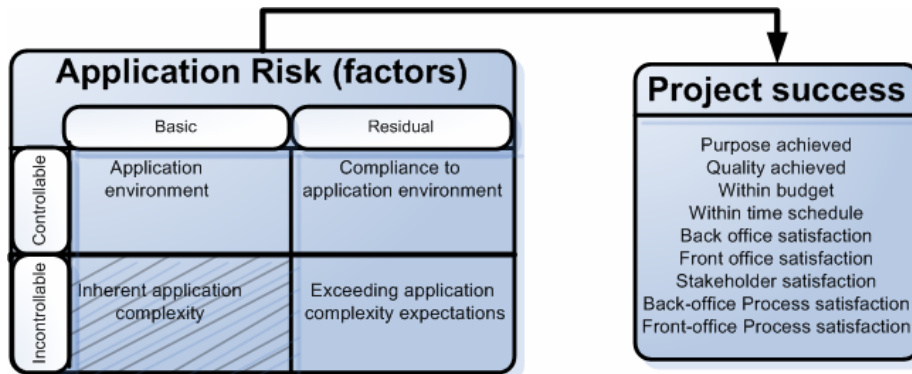 Application Risk (factors)
Basic
Residual
Controllable
Application
environment
Compliance to
application environment
Incontrollable
Inherent application
complexity
Exceeding application
complexity expectations
Project success
Purpose achieved
Quality achieved
Within budget
Within time schedule
Back office satisfaction
Front office satisfaction
Stakeholder satisfaction
Back-office Process satisfaction
Front-office Process satisfaction